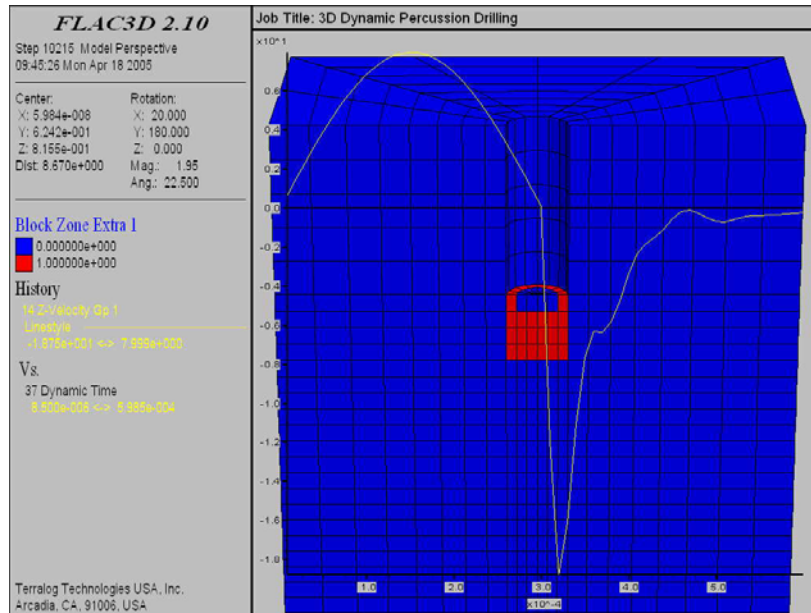 FLAC3D 2.10
Step 10215 Model Perspective
09:45:26 Mon Apr 18 2005
Center:
X: 5.984e-008
Y: 6.242e-001
Z: 8.155e-001
Dist: 8.670e+000
Rotation:
X: 20.000
Y: 180.000
Z: 0.000
Mag.: 1.95
Ang.: 22.500
Block Zone Extra 1
0.000000e+000
1.000000e+000
History
14 Z-Velocity Gp 1
Linestyle
-1.875e+001 <-> 7.999e+000
Vs.
37 Dynamic Time
8.500e-008 <-> 5.985e-004
Terralog Technologies USA, Inc.
Arcadia, CA, 91006, USA
Job Title: 3D Dynamic Percussion Drilling
x10^1
0.6
0.4
0.2
0.0
-0.2
-0.4
-0.6
-0.8
-1.0
-1.2
-1.4
-1.6
-1.8
1.0 2.0 3.0 4.0 5.0
x10^-4